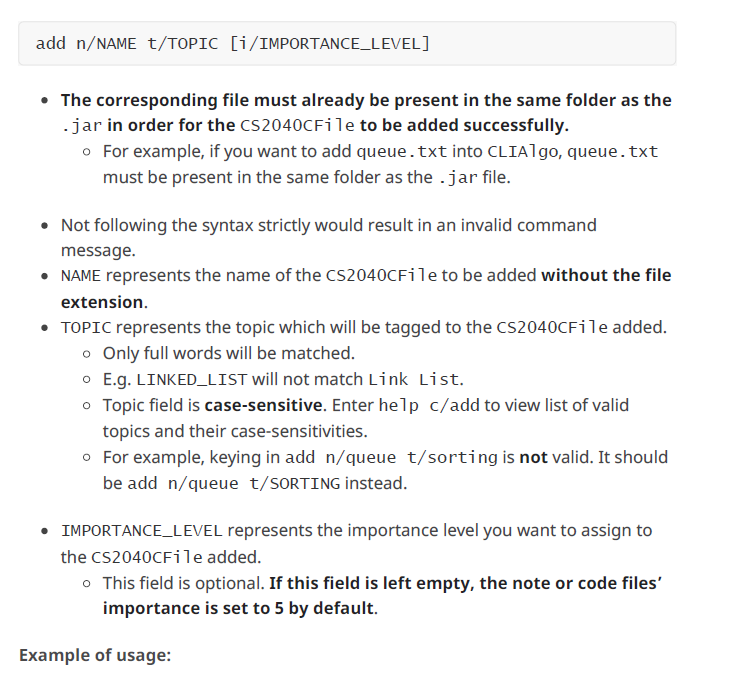 add n/NAME t/TOPIC [i/IMPORTANCE_LEVEL]
The corresponding file must already be present in the same folder as the
.jar in order for the CS2040CFile to be added successfully.
For example, if you want to add queue.txt into CLIAlgo, queue.txt
must be present in the same folder as the .jar file.
Not following the syntax strictly would result in an invalid command
message.
NAME represents the name of the CS2040CFile to be added without the file
extension.
TOPIC represents the topic which will be tagged to the CS2040CFile added.
Only full words will be matched.
E.g. LINKED_LIST will not match Link List.
Topic field is case-sensitive. Enter help c/add to view list of valid
topics and their case-sensitivities.
For example, keying in add n/queue t/sorting is not valid. It should
be add n/queue t/SORTING instead.
IMPORTANCE_LEVEL represents the importance level you want to assign to
the CS2040CFile added.
This field is optional. If this field is left empty, the note or code files’
importance is set to 5 by default.
Example of usage: